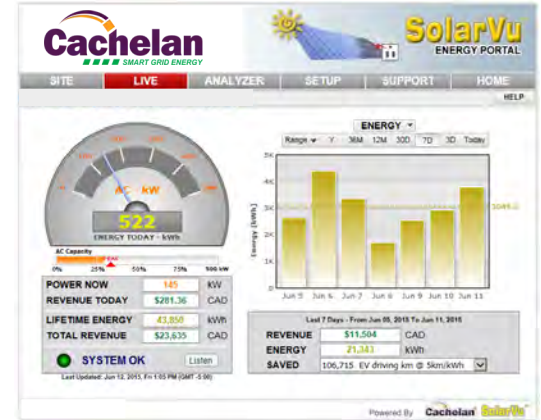 Cachelan
SMART GRID ENERGY
SolarVu
ENERGY PORTAL
SITE LIVE ANALYZER SETUP SUPPORT HOME
HELP
AC kW
522
ENERGY TODAY - kWh
AC Capacity
0% 25% 50% 75% 500 kW
POWER NOW 145 KW
REVENUE TODAY $281.36 CAD
LIFETIME ENERGY 43,850 kWh
TOTAL REVENUE $23,635 CAD
SYSTEM OK Listen
Last Updated: Jun 12, 2015, Fri 1:05 PM (GMT -5:00)
ENERGY
Range Y 36M 12M 30D 7D 3D Today
Energy [kWh]
5K
4K
3K
2K
1K
0
Jun 5 Jun 6 Jun 7 Jun 8 Jun 9 Jun 10 Jun 11
Last 7 Days - From Jun 05, 2015 To Jun 11, 2015
REVENUE $11,504 CAD
ENERGY 21,343 kWh
SAVED 106,715 EV driving km @ 5km/kWh
Powered By Cachelan SolarVu